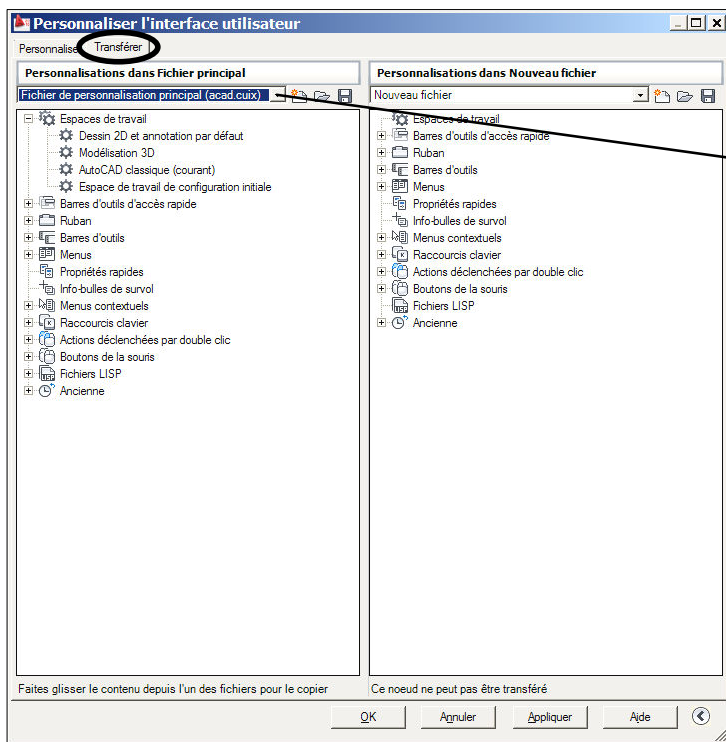 Personnaliser l'interface utilisateur
Personnalise Transférer
Personnalisations dans Fichier principal
Fichier de personnalisation principal (acad.cuix)
Espaces de travail
Dessin 2D et annotation par défaut
Modélisation 3D
AutoCAD classique (courant)
Espace de travail de configuration initiale
Barres d'outils d'accès rapide
Ruban
Barres d'outils
Menus
Propriétés rapides
Info-bulles de survol
Menus contextuels
Raccourcis clavier
Actions déclenchées par double clic
Boutons de la souris
Fichiers LISP
Ancienne
Faites glisser le contenu depuis l'un des fichiers pour le copier
Personnalisations dans Nouveau fichier
Nouveau fichier
Espaces de travail
Barres d'outils d'accès rapide
Ruban
Barres d'outils
Menus
Propriétés rapides
Info-bulles de survol
Menus contextuels
Raccourcis clavier
Actions déclenchées par double clic
Boutons de la souris
Fichiers LISP
Ancienne
Ce noeud ne peut pas être transféré
OK Annuler Appliquer Aide